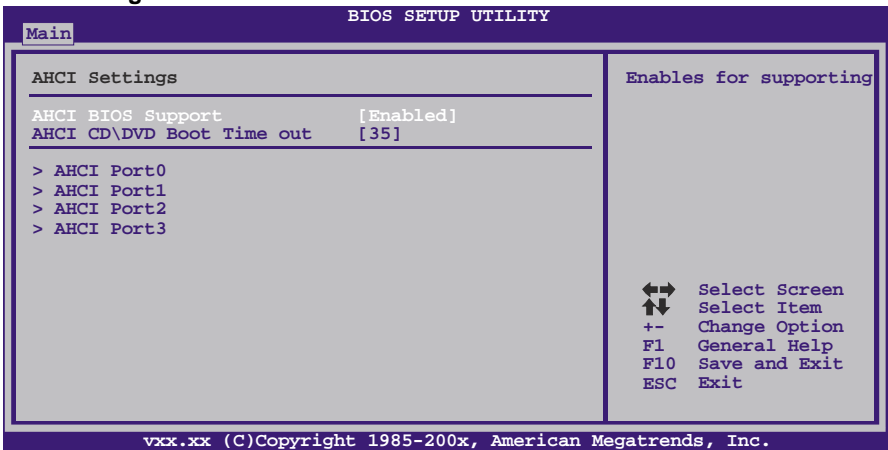 BIOS SETUP UTILITY
Main
AHCI Settings
AHCI BIOS Support [Enabled]
AHCI CD\DVD Boot Time out [35]
> AHCI Port0
> AHCI Port1
> AHCI Port2
> AHCI Port3
Enables for supporting
Select Screen
Select Item
+- Change Option
F1 General Help
F10 Save and Exit
ESC Exit
vxx.xx (C)Copyright 1985-200x, American Megatrends, Inc.